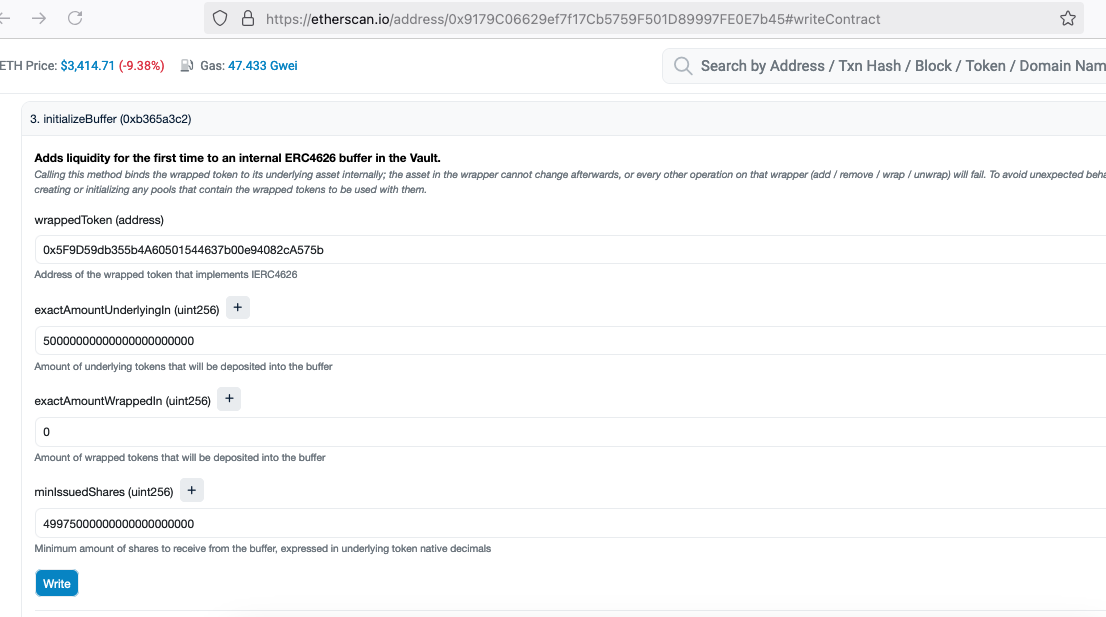 https://etherscan.io/address/0x9179C06629ef7f17Cb5759F501D89997FE0E7b45#writeContract
ETH Price: $3,414.71 (-9.38%) Gas: 47.433 Gwei
Search by Address / Txn Hash / Block / Token / Domain Nam
3. initializeBuffer (0xb365a3c2)
Adds liquidity for the first time to an internal ERC4626 buffer in the Vault.
Calling this method binds the wrapped token to its underlying asset internally; the asset in the wrapper cannot change afterwards, or every other operation on that wrapper (add / remove / wrap / unwrap) will fail. To avoid unexpected beha
creating or initializing any pools that contain the wrapped tokens to be used with them.
wrappedToken (address)
0x5F9D59db355b4A60501544637b00e94082cA575b
Address of the wrapped token that implements IERC4626
exactAmountUnderlyingIn (uint256) +
50000000000000000000000
Amount of underlying tokens that will be deposited into the buffer
exactAmountWrappedIn (uint256) +
0
Amount of wrapped tokens that will be deposited into the buffer
minIssuedShares (uint256) +
49975000000000000000000
Minimum amount of shares to receive from the buffer, expressed in underlying token native decimals
Write